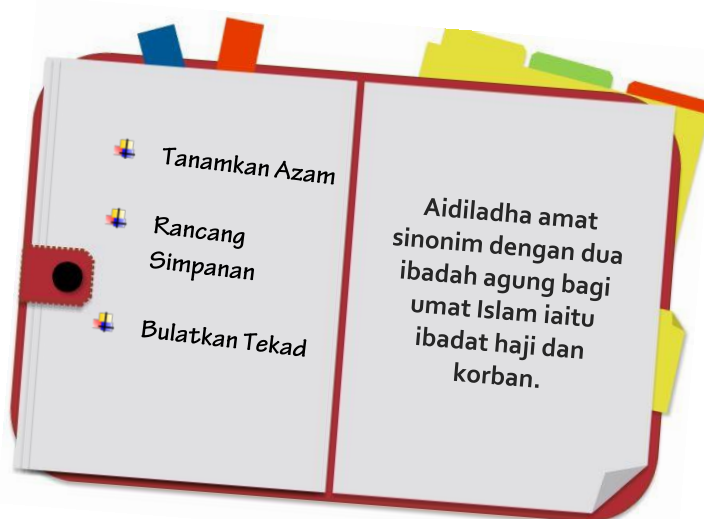 Tanamkan Azam
Rancang
Simpanan
Bulatkan Tekad
Aidiladha amat
sinonim dengan dua
ibadah agung bagi
umat Islam iaitu
ibadat haji dan
korban.